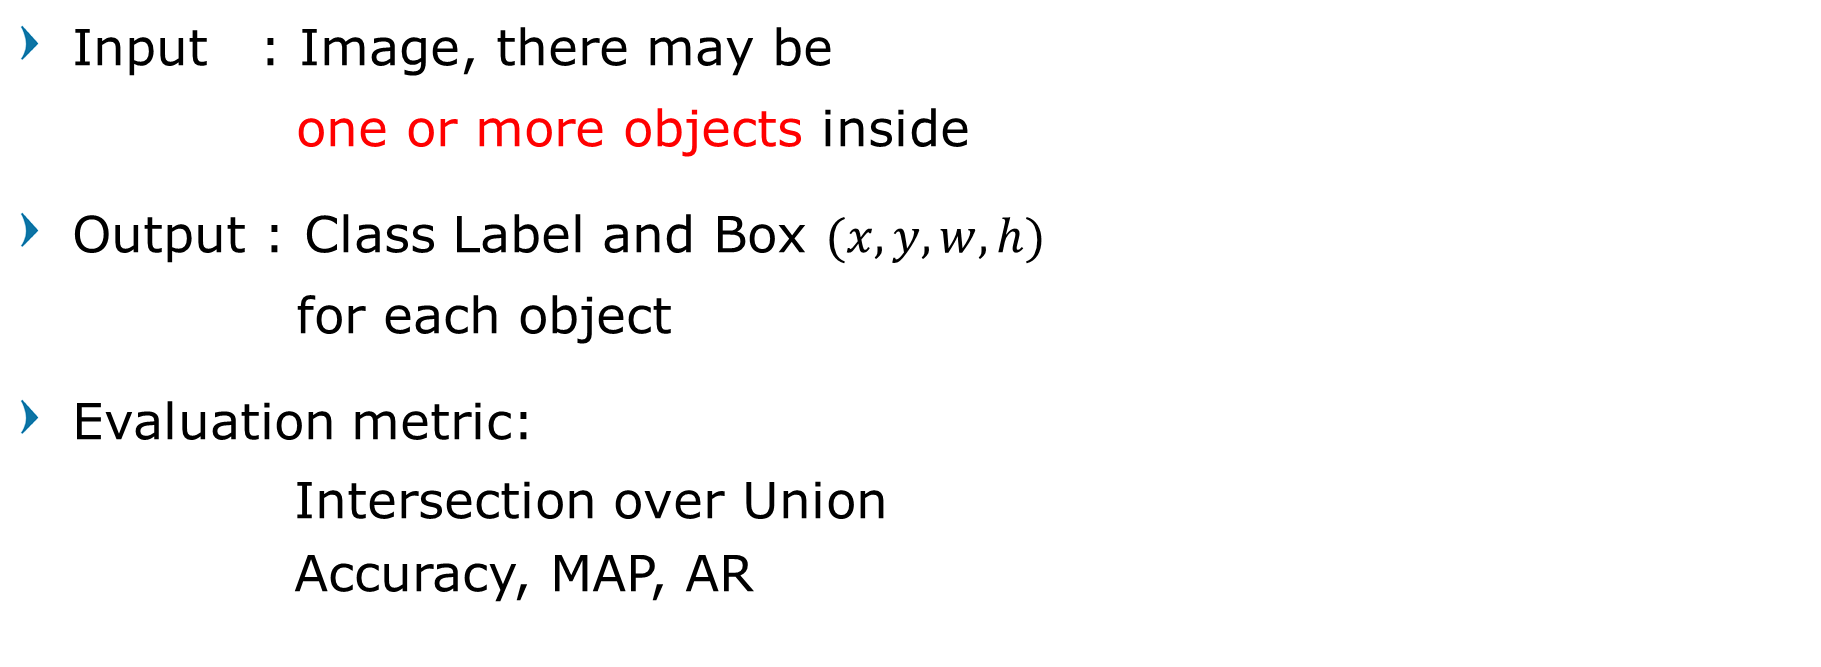 Input : Image, there may be
one or more objects inside
Output : Class Label and Box (x, y, w, h)
for each object
Evaluation metric:
Intersection over Union
Accuracy, MAP, AR